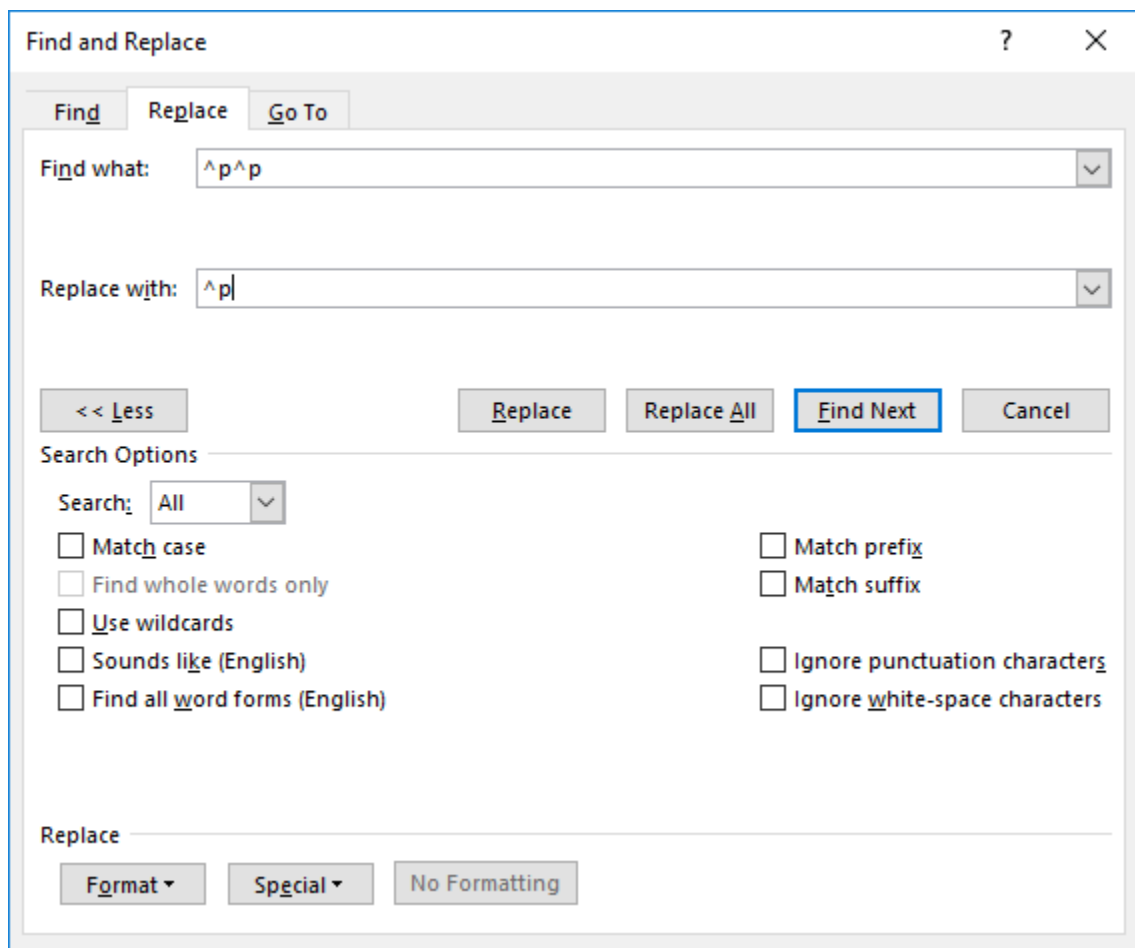 Find and Replace ?
Find Replace Go To
Find what: ^p^p
Replace with: ^p
<< Less Replace Replace All Find Next Cancel
Search Options
Search: All
Match case Match prefix
Find whole words only Match suffix
Use wildcards
Sounds like (English) Ignore punctuation characters
Find all word forms (English) Ignore white-space characters
Replace
Format Special No Formatting